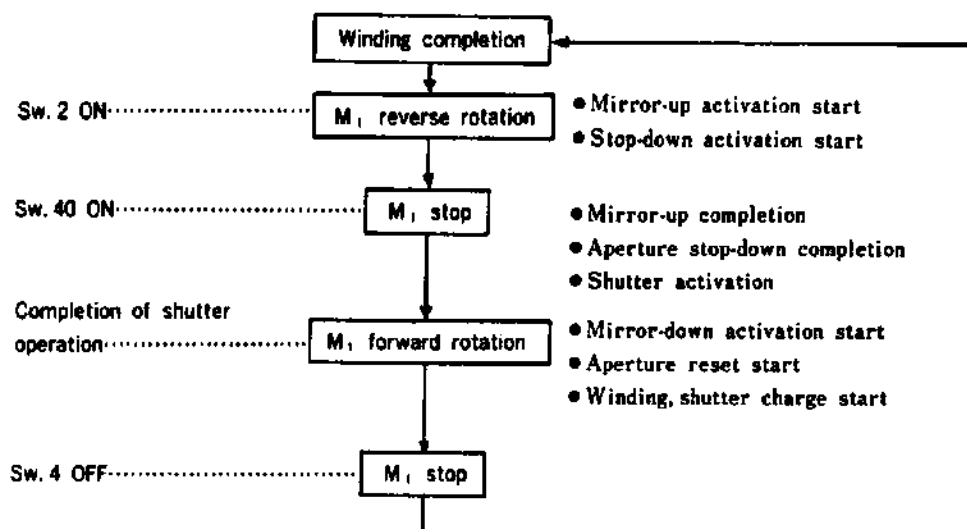 Winding completion
Sw. 2 ON
M₁ reverse rotation
● Mirror-up activation start
● Stop-down activation start
Sw. 40 ON
M₁ stop
● Mirror-up completion
● Aperture stop-down completion
● Shutter activation
Completion of shutter
operation
M₁ forward rotation
● Mirror-down activation start
● Aperture reset start
● Winding, shutter charge start
Sw. 4 OFF
M₁ stop